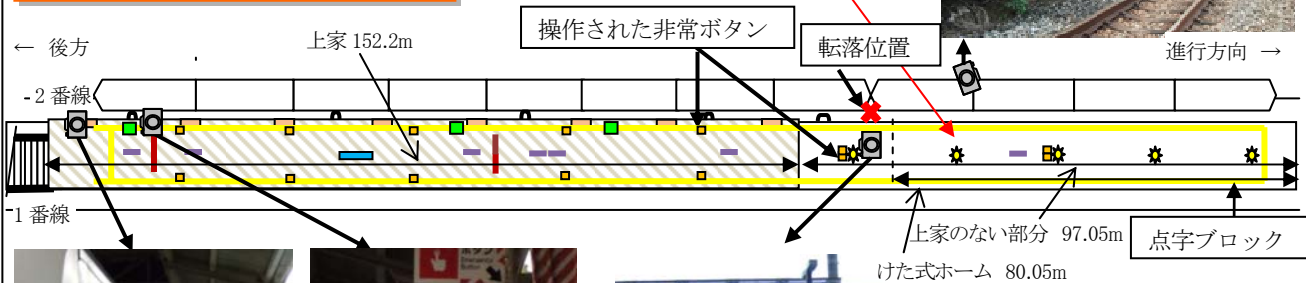 ← 後方
上家 152.2m
操作された非常ボタン
転落位置
進行方向 →
2 番線
1 番線
上家のない部分 97.05m
点字ブロック
けた式ホーム 80.05m